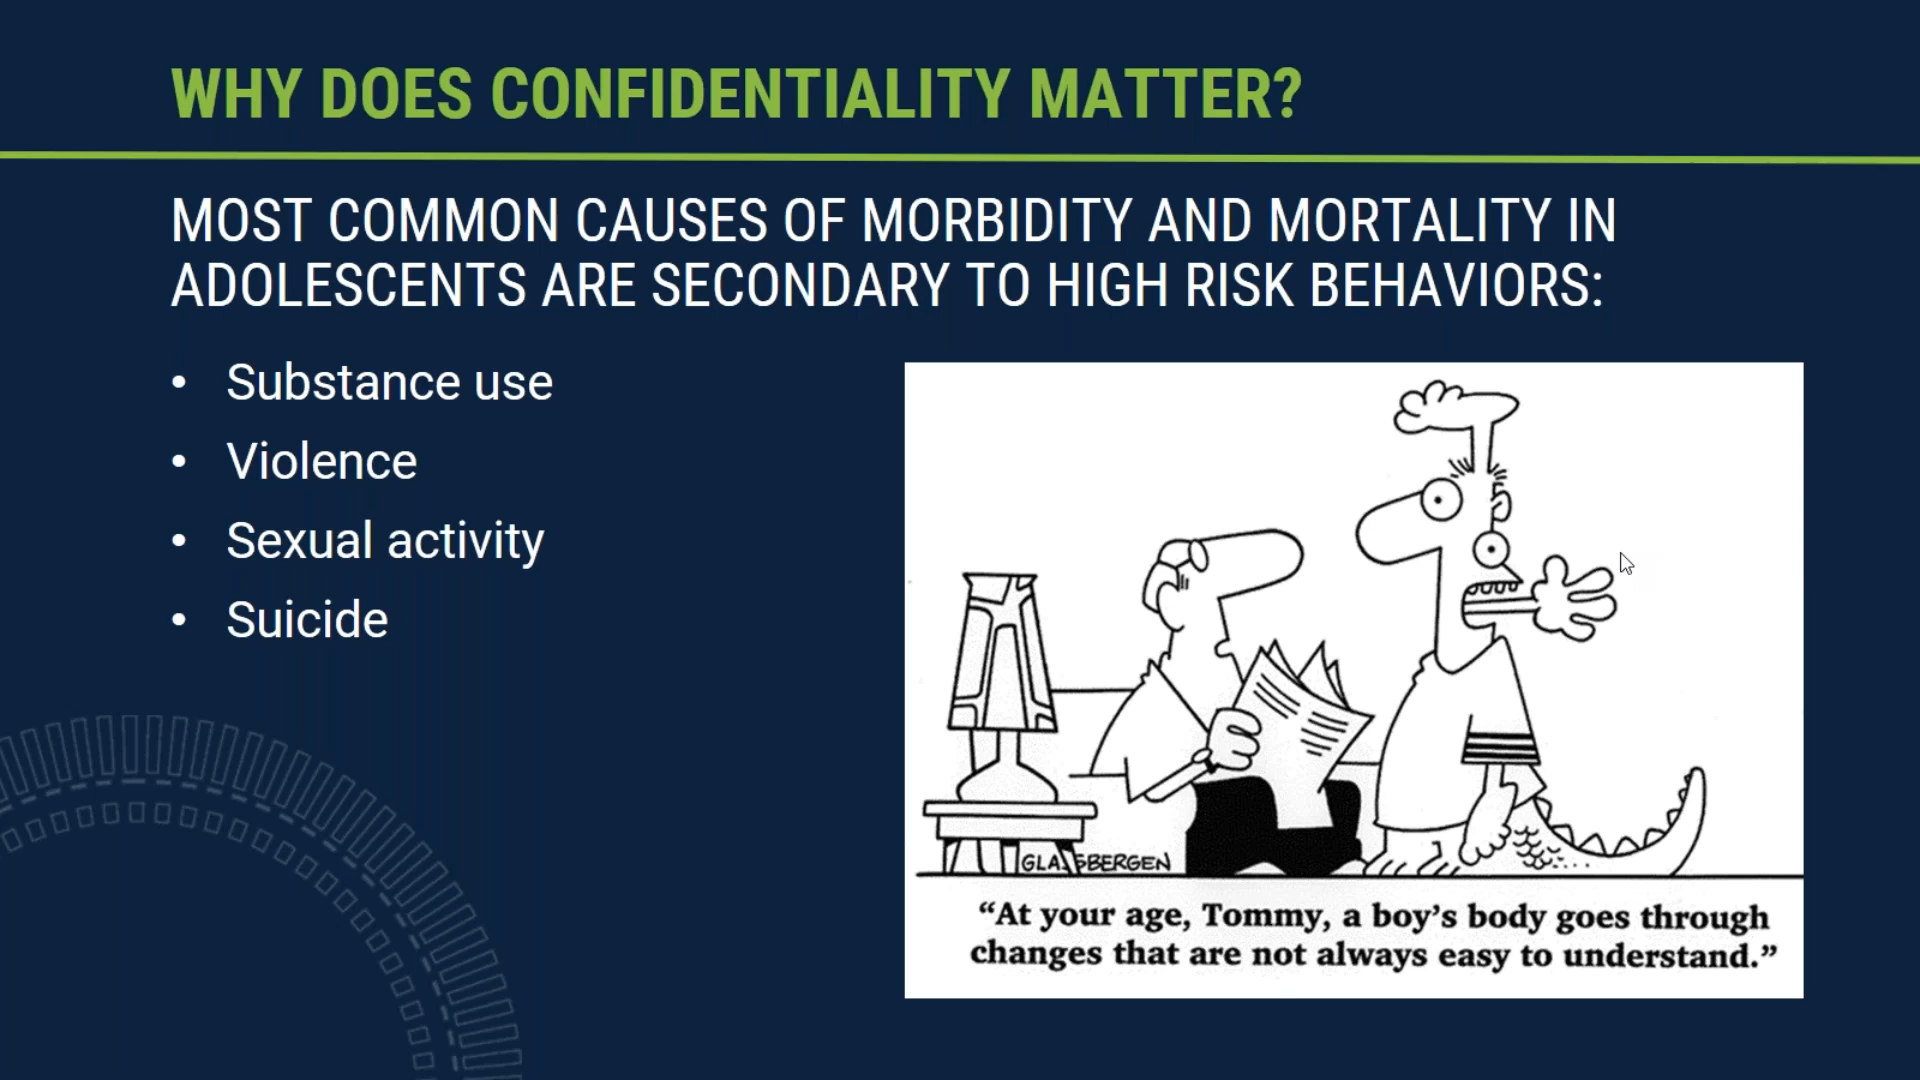 WHY DOES CONFIDENTIALITY MATTER?
MOST COMMON CAUSES OF MORBIDITY AND MORTALITY IN
ADOLESCENTS ARE SECONDARY TO HIGH RISK BEHAVIORS:
• Substance use
• Violence
• Sexual activity
• Suicide
GLASBERGEN
“At your age, Tommy, a boy’s body goes through
changes that are not always easy to understand.”